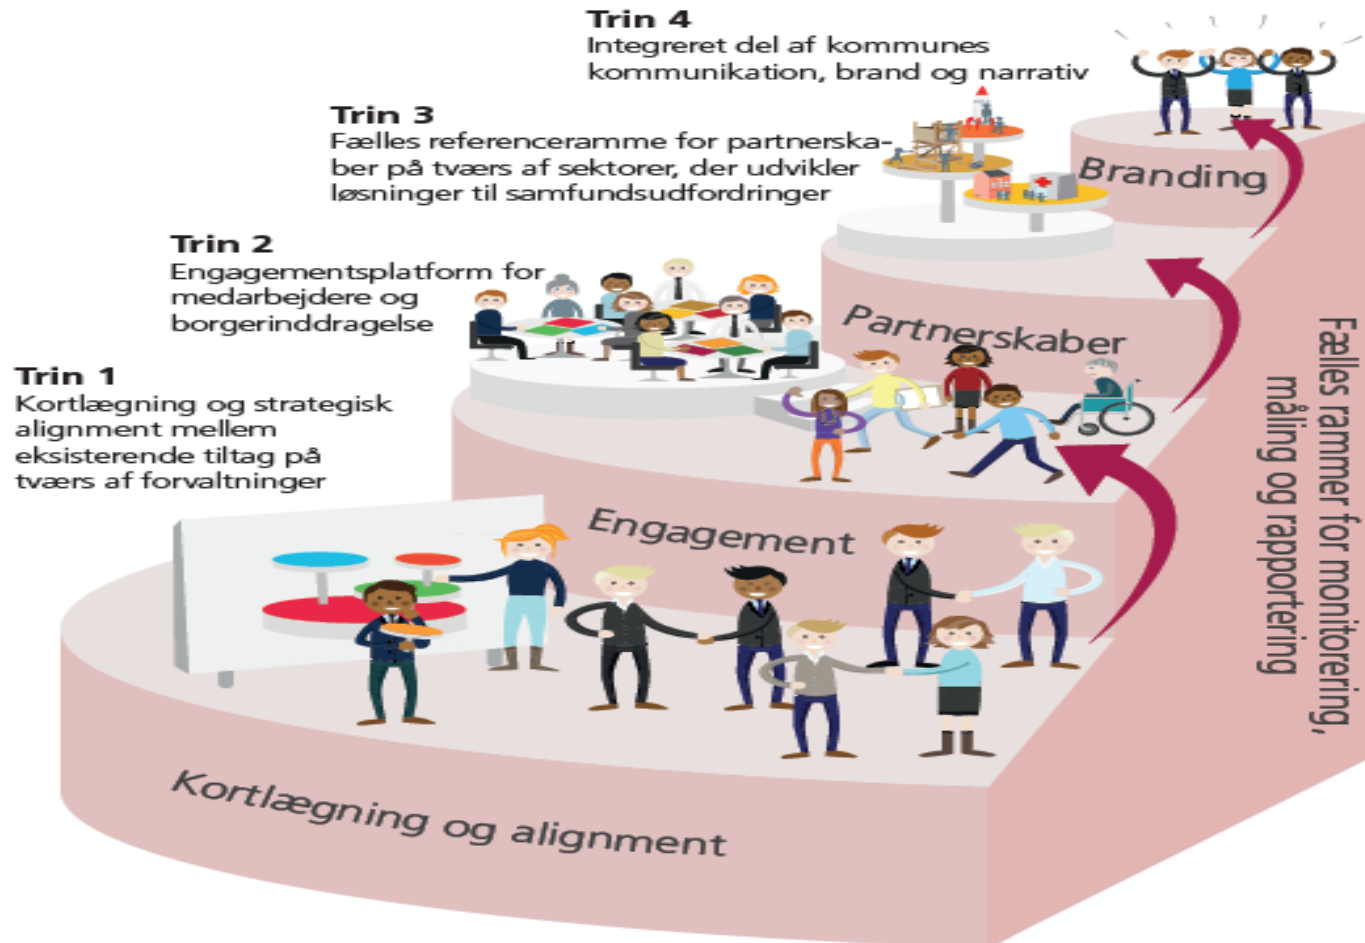 Trin 4
Integreret del af kommunes
kommunikation, brand og narrativ
Trin 3
Fælles referenceramme for partnerska-
ber på tværs af sektorer, der udvikler
løsninger til samfundsudfordringer
Trin 2
Engagementsplatform for
medarbejdere og
borgerinddragelse
Trin 1
Kortlægning og strategisk
alignment mellem
eksisterende tiltag på
tværs af forvaltninger
Branding
Partnerskaber
Engagement
Kortlægning og alignment
Fælles rammer for monitorering,
måling og rapportering